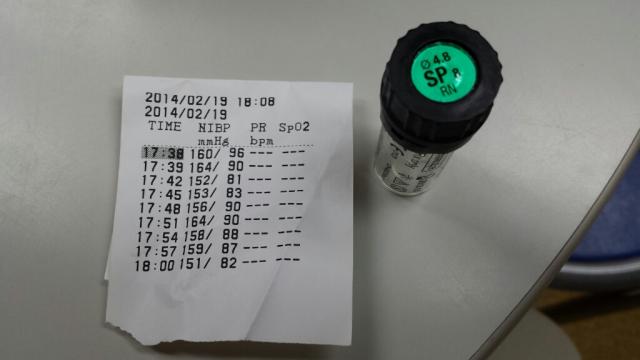 2014/02/19 18:08
2014/02/19
TIME NIBP PR SpO2
mmHg bpm
17:38 160/ 96 --- ---
17:39 164/ 90 --- ---
17:42 152/ 81 --- ---
17:45 153/ 83 --- ---
17:48 156/ 90 --- ---
17:51 164/ 90 --- ---
17:54 158/ 88 --- ---
17:57 159/ 87 --- ---
18:00 151/ 82 --- ---
Ø 4.8
SP R
RN